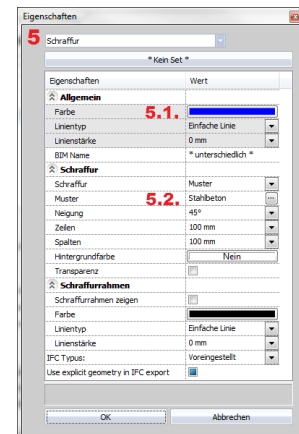 Eigenschaften
5 Schraffur
* Kein Set *
Eigenschaften Wert
Allgemein
Farbe 5.1.
Linientyp Einfache Linie
Linienstärke 0 mm
BIM Name * unterschiedlich *
Schraffur
Schraffur Muster
Muster 5.2. Stahlbeton ...
Neigung 45°
Zeilen 100 mm
Spalten 100 mm
Hintergrundfarbe Nein
Transparenz
Schraffurrahmen
Schraffurrahmen zeigen
Farbe
Linientyp Einfache Linie
Linienstärke 0 mm
IFC Typus: Voreingestellt
Use explicit geometry in IFC export
OK Abbrechen